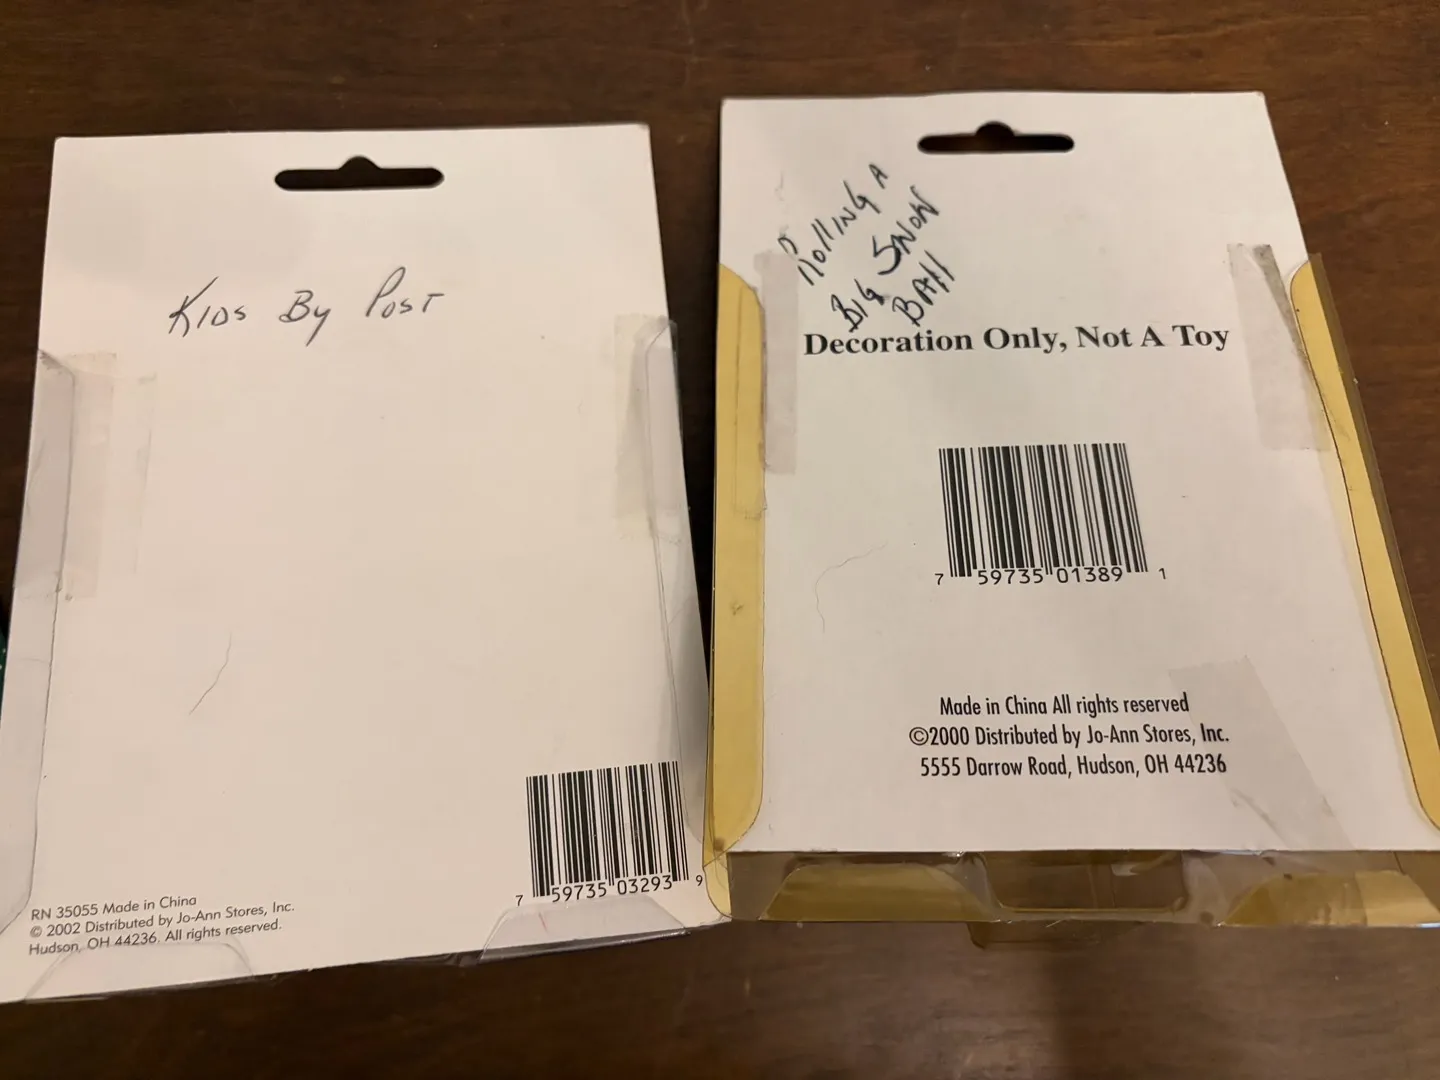 Kids By Post
7 59735 03293 9
RN 35055 Made in China
© 2002 Distributed by Jo-Ann Stores, Inc.
Hudson, OH 44236. All rights reserved.
Rolling A
Big Snow
Ball
Decoration Only, Not A Toy
7 59735 01389 1
Made in China All rights reserved
©2000 Distributed by Jo-Ann Stores, Inc.
5555 Darrow Road, Hudson, OH 44236